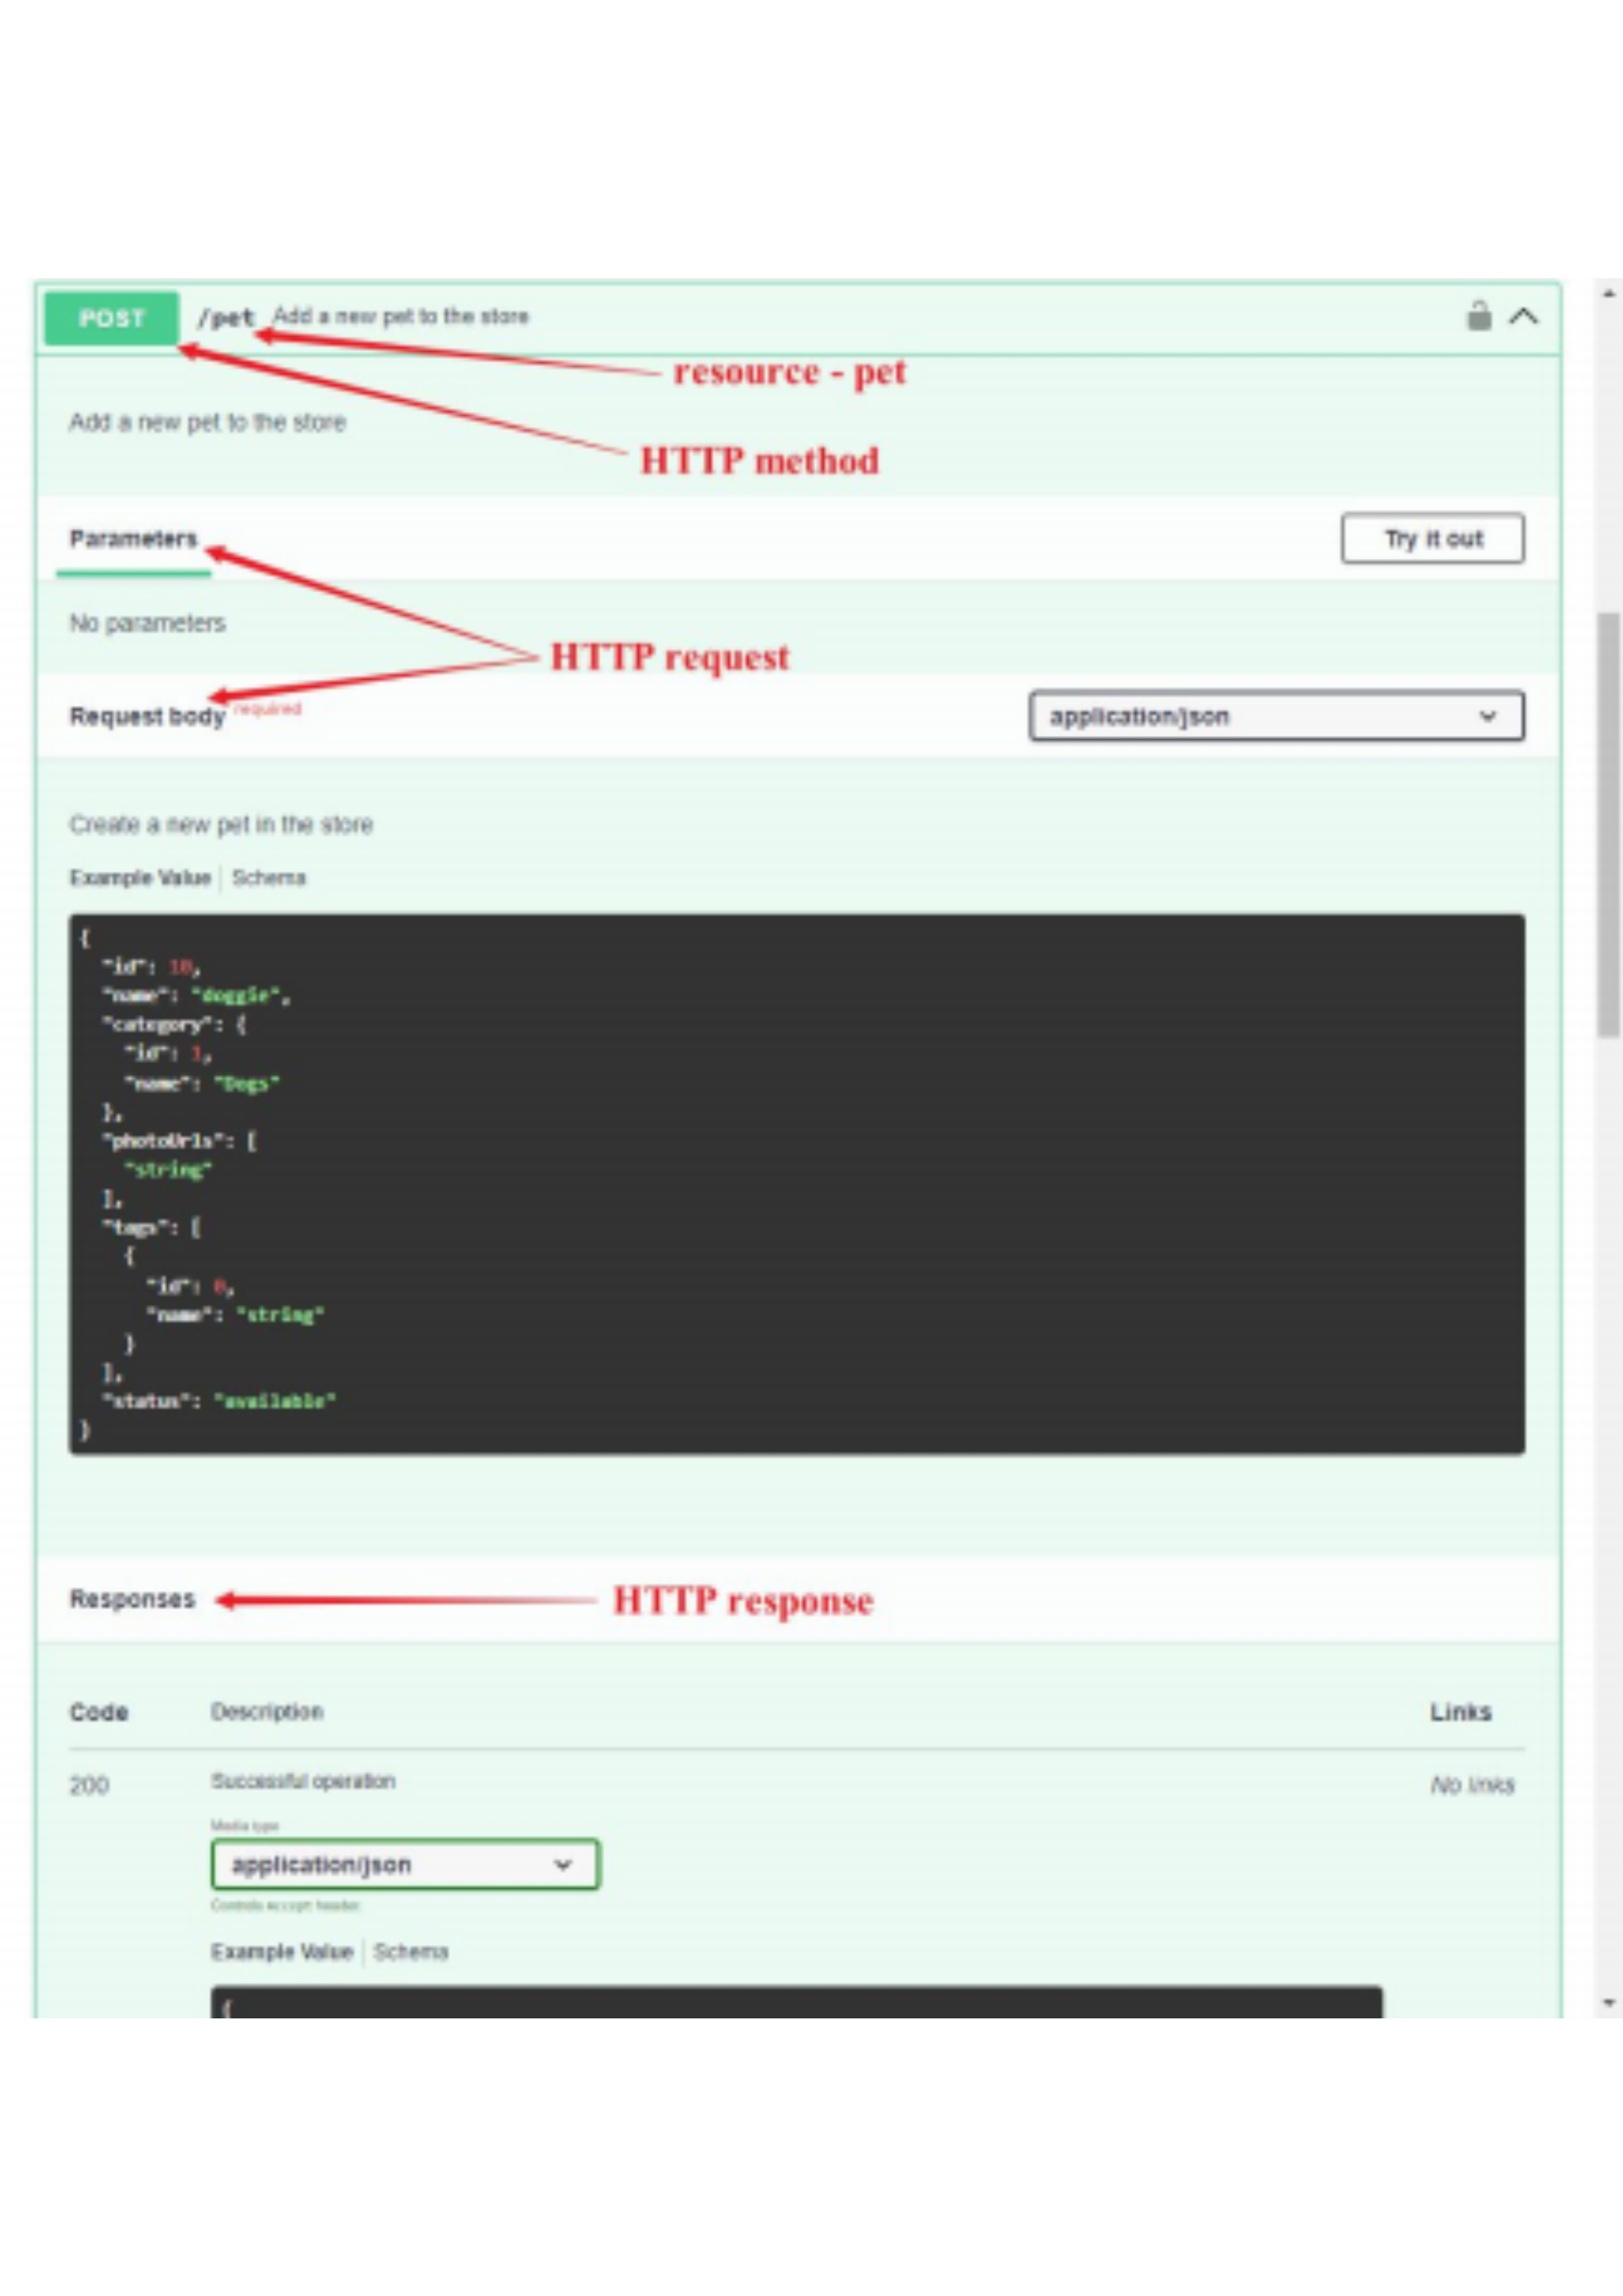 POST /pet Add a new pet to the store
resource - pet
Add a new pet to the store
HTTP method
Parameters
Try it out
No parameters
HTTP request
Request body required
application/json
Create a new pet in the store
Example Value | Schema
{
"id": 10,
"name": "doggie",
"category": {
"id": 1,
"name": "Dogs"
},
"photoUrls": [
"string"
],
"tags": [
{
"id": 0,
"name": "string"
}
],
"status": "available"
}
Responses
HTTP response
Code Description Links
200 Successful operation No links
Media type
application/json
Controls Accept header.
Example Value | Schema
{